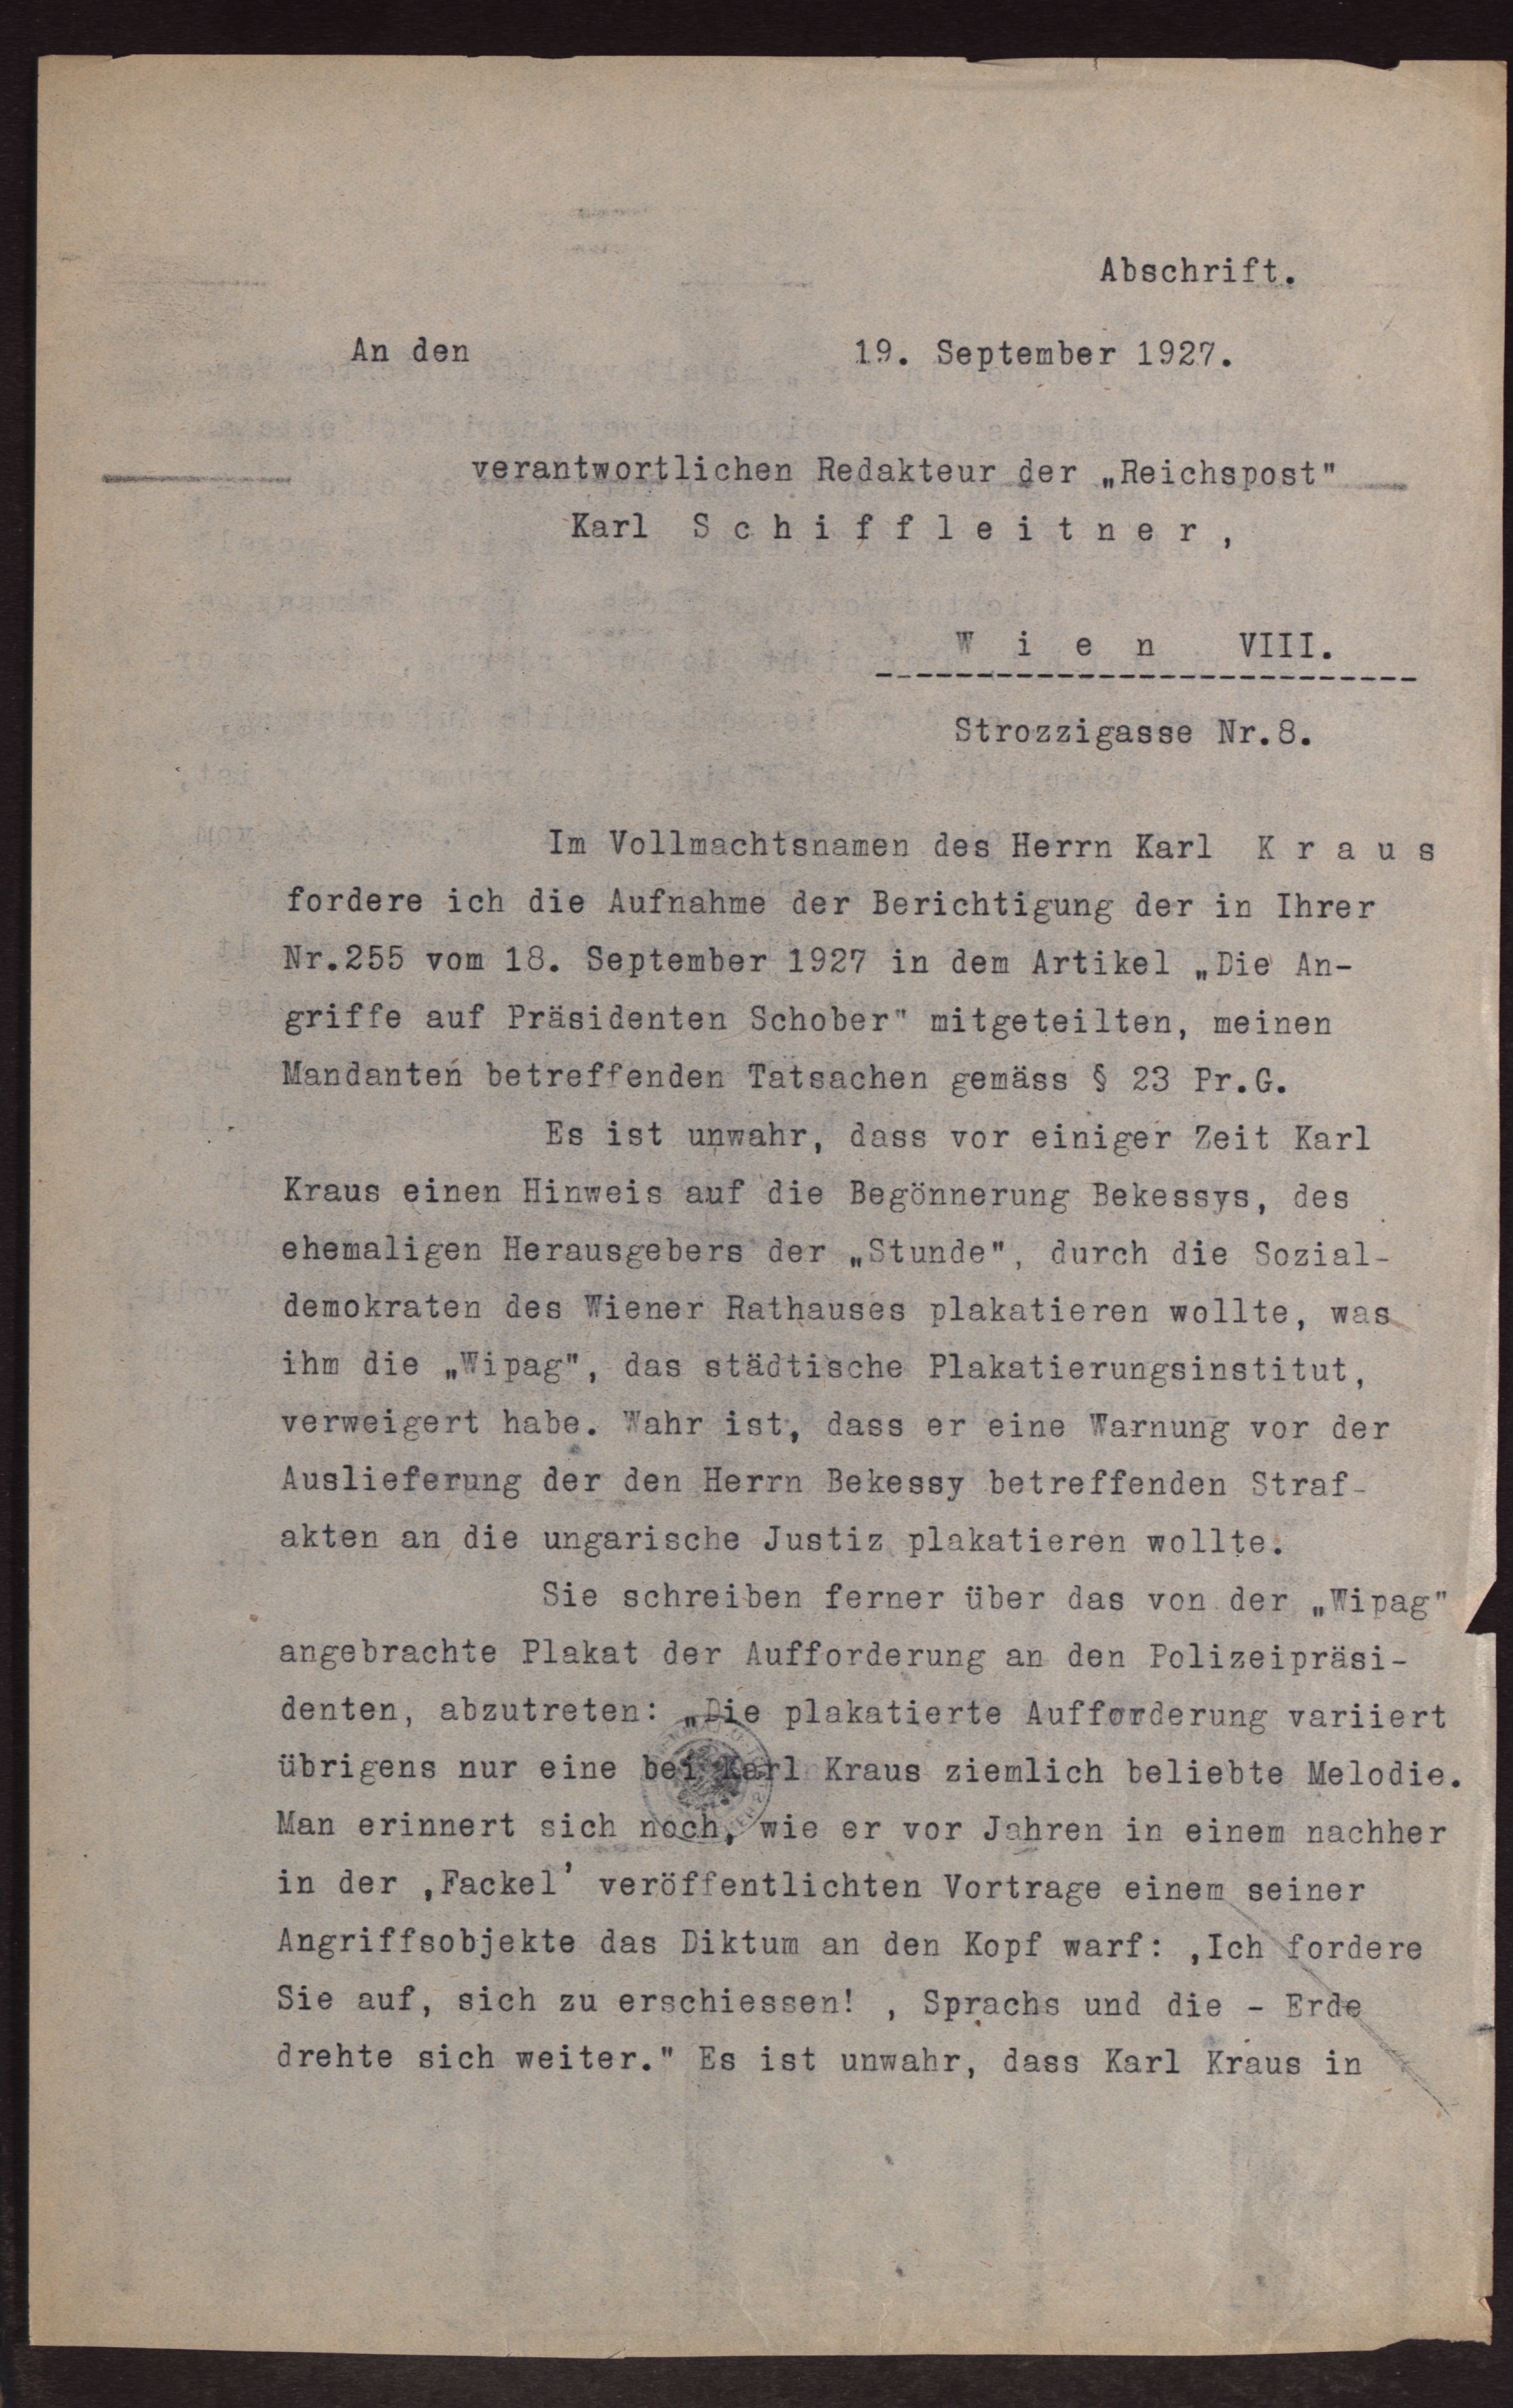 Abschrift.
An den 19. September 1927.
verantwortlichen Redakteur der „Reichspost"
Karl S c h i f f l e i t n e r ,
W i e n VIII.
Strozzigasse Nr.8.
Im Vollmachtsnamen des Herrn Karl K r a u s
fordere ich die Aufnahme der Berichtigung der in Ihrer
Nr.255 vom 18. September 1927 in dem Artikel „Die An-
griffe auf Präsidenten Schober" mitgeteilten, meinen
Mandanten betreffenden Tatsachen gemäss § 23 Pr.G.
Es ist unwahr, dass vor einiger Zeit Karl
Kraus einen Hinweis auf die Begönnerung Bekessys, des
ehemaligen Herausgebers der „Stunde", durch die Sozial-
demokraten des Wiener Rathauses plakatieren wollte, was
ihm die „Wipag", das städtische Plakatierungsinstitut,
verweigert habe. Wahr ist, dass er eine Warnung vor der
Auslieferung der den Herrn Bekessy betreffenden Straf-
akten an die ungarische Justiz plakatieren wollte.
Sie schreiben ferner über das von der „Wipag"
angebrachte Plakat der Aufforderung an den Polizeipräsi-
denten, abzutreten: „Die plakatierte Aufforderung variiert
übrigens nur eine bei Karl Kraus ziemlich beliebte Melodie.
Man erinnert sich noch, wie er vor Jahren in einem nachher
in der ‚Fackel' veröffentlichten Vortrage einem seiner
Angriffsobjekte das Diktum an den Kopf warf: ‚Ich fordere
Sie auf, sich zu erschiessen! , Sprachs und die - Erde
drehte sich weiter." Es ist unwahr, dass Karl Kraus in